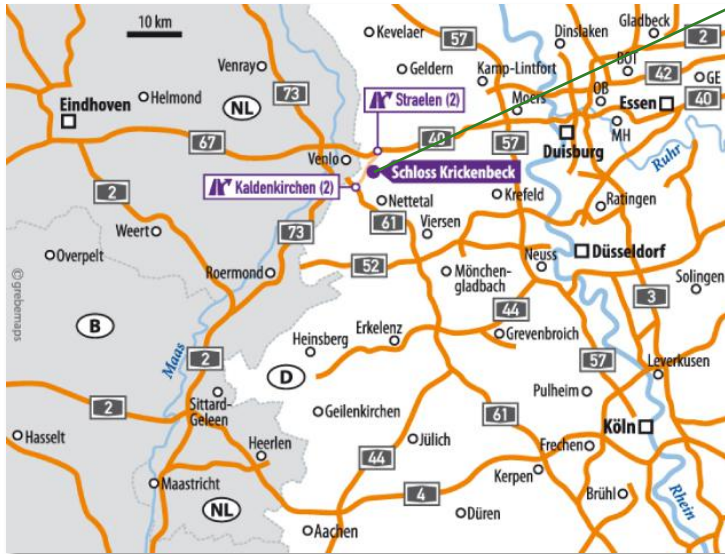 10 km
Kevelaer
57
Dinslaken
Gladbeck
2
Venray
Geldern
Kamp-Lintfort
BOT
42
GE
Helmond
NL
73
Straelen (2)
Moers
OB
Essen
40
Eindhoven
67
40
57
MH
Duisburg
Ruhr
Venlo
Schloss Krickenbeck
Kaldenkirchen (2)
2
Nettetal
Krefeld
Ratingen
61
Viersen
Weert
73
Overpelt
Neuss
Düsseldorf
Roermond
52
Mönchen-
gladbach
Solingen
© grebemaps
44
3
B
Erkelenz
Grevenbroich
Heinsberg
Maas
2
57
Leverkusen
D
Pulheim
Sittard-
Geleen
2
Geilenkirchen
61
Köln
Hasselt
Jülich
Frechen
Heerlen
44
Kerpen
Maastricht
4
Brühl
Rhein
NL
Düren
Aachen